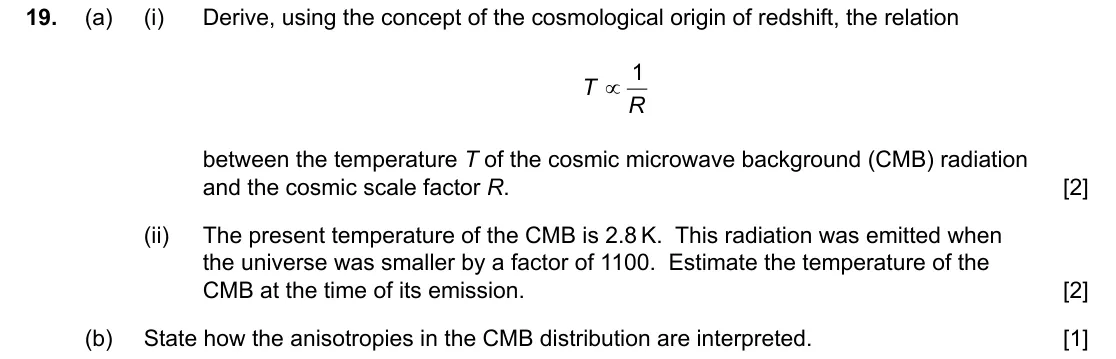 19. (a) (i) Derive, using the concept of the cosmological origin of redshift, the relation
T ∝ 1/R
between the temperature T of the cosmic microwave background (CMB) radiation
and the cosmic scale factor R. [2]
(ii) The present temperature of the CMB is 2.8 K. This radiation was emitted when
the universe was smaller by a factor of 1100. Estimate the temperature of the
CMB at the time of its emission. [2]
(b) State how the anisotropies in the CMB distribution are interpreted. [1]